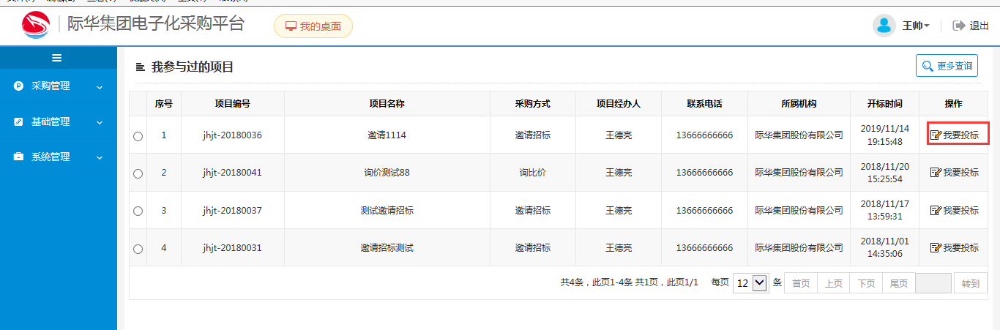 际华集团电子化采购平台
我的桌面
王帅
退出
采购管理
基础管理
系统管理
我参与过的项目
更多查询
序号 项目编号 项目名称 采购方式 项目经办人 联系电话 所属机构 开标时间 操作
1 jhjt-20180036 邀请1114 邀请招标 王德亮 13666666666 际华集团股份有限公司 2019/11/14 19:15:48 我要投标
2 jhjt-20180041 询价测试88 询比价 王德亮 13666666666 际华集团股份有限公司 2018/11/20 15:25:54 我要投标
3 jhjt-20180037 测试邀请招标 邀请招标 王德亮 13666666666 际华集团股份有限公司 2018/11/17 13:59:31 我要投标
4 jhjt-20180031 邀请招标测试 邀请招标 王德亮 13666666666 际华集团股份有限公司 2018/11/01 14:35:06 我要投标
共4条，此页1-4条 共1页，此页1/1 每页 12 条 首页 上页 下页 尾页 转到